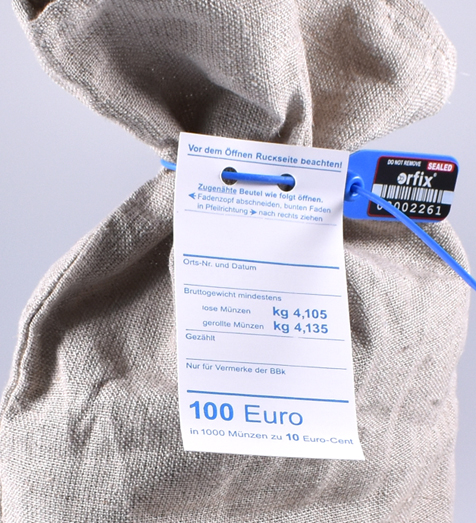 Vor dem Öffnen Rückseite beachten!
Zugenähte Beutel wie folgt öffnen.
Fadenzopf abschneiden, bunten Faden
in Pfeilrichtung nach rechts ziehen
DO NOT REMOVE SEALED
orfix
0002261
Orts-Nr. und Datum
Bruttogewicht mindestens
lose Münzen kg 4,105
gerollte Münzen kg 4,135
Gezählt
Nur für Vermerke der BBk
100 Euro
in 1000 Münzen zu 10 Euro-Cent